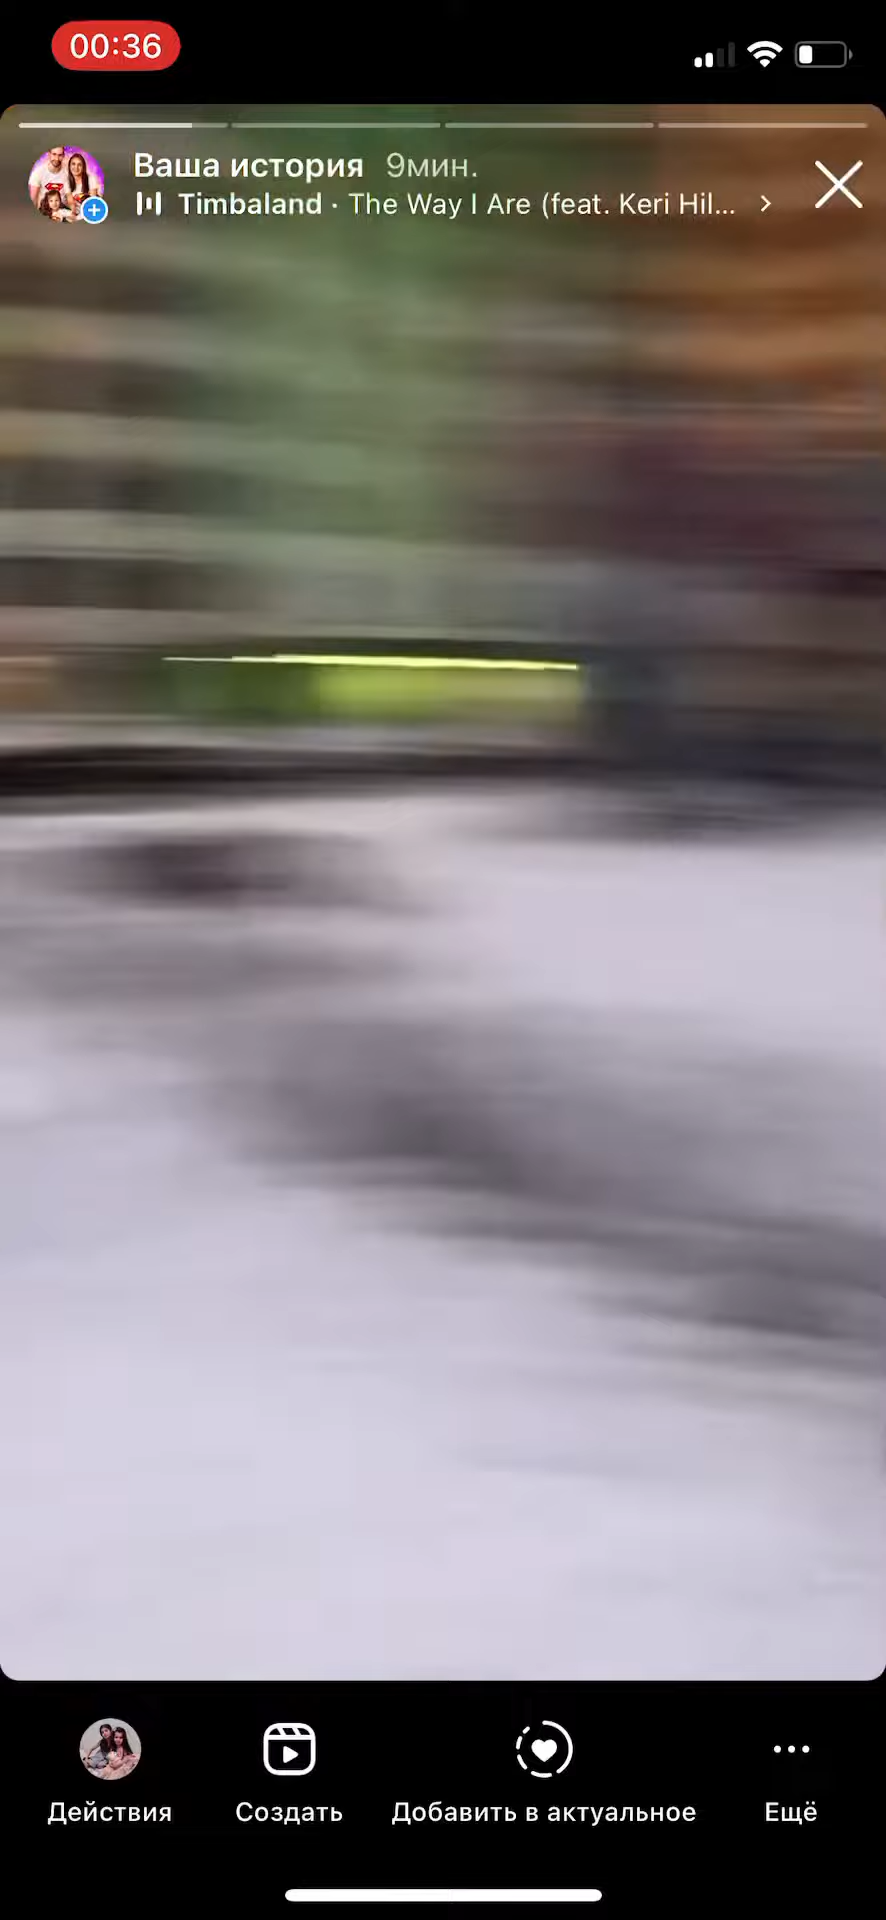 00:36
Ваша история 9мин.
Timbaland · The Way I Are (feat. Keri Hil...
Действия
Создать
Добавить в актуальное
Ещё